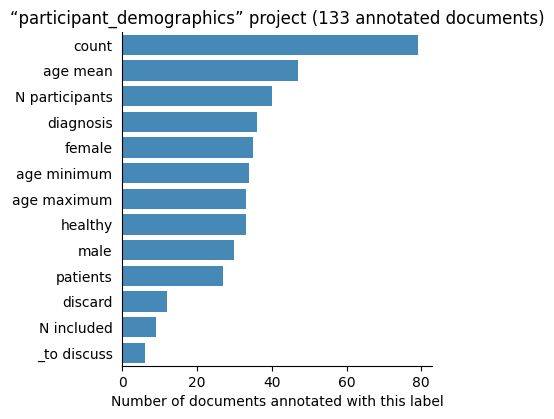 “participant_demographics” project (133 annotated documents)
count
age mean
N participants
diagnosis
female
age minimum
age maximum
healthy
male
patients
discard
N included
_to discuss
0 20 40 60 80
Number of documents annotated with this label